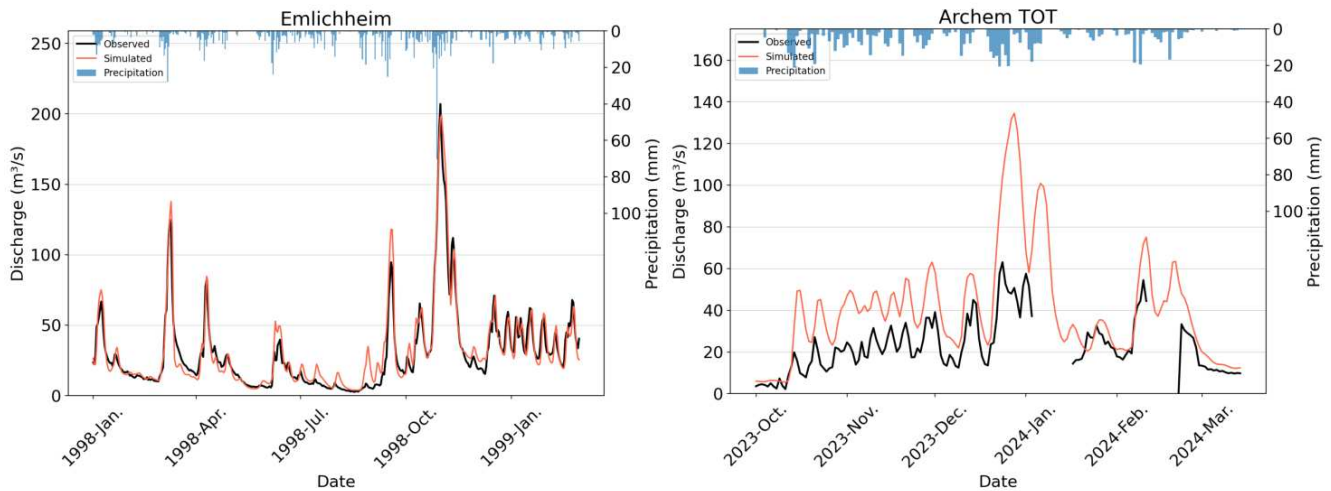 Emlichheim
Observed
Simulated
Precipitation
Discharge (m³/s)
250
200
150
100
50
0
0
20
40
60
80
100
Precipitation (mm)
1998-Jan.
1998-Apr.
1998-Jul.
1998-Oct.
1999-Jan.
Date
Archem TOT
Observed
Simulated
Precipitation
Discharge (m³/s)
160
140
120
100
80
60
40
20
0
0
20
40
60
80
100
Precipitation (mm)
2023-Oct.
2023-Nov.
2023-Dec.
2024-Jan.
2024-Feb.
2024-Mar.
Date